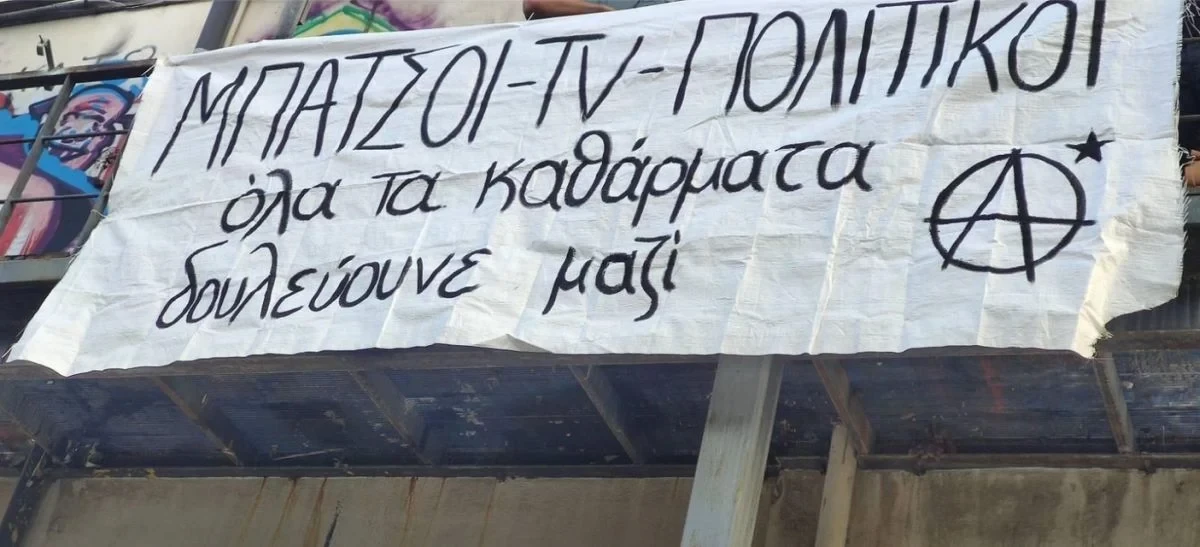 ΜΠΑΤΣΟΙ-TV-ΠΟΛΙΤΙΚΟΙ
όλα τα καθάρματα
δουλεύουνε μαζί
Ⓐ★